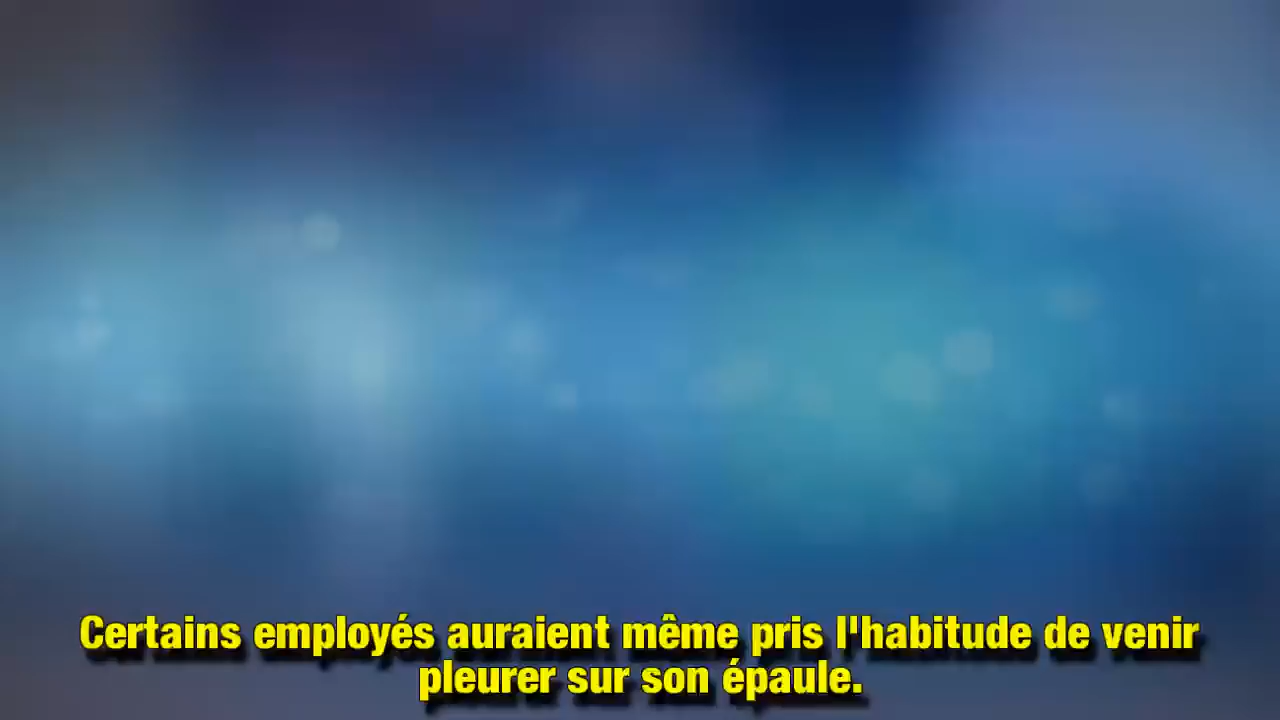 Certains employés auraient même pris l'habitude de venir
pleurer sur son épaule.